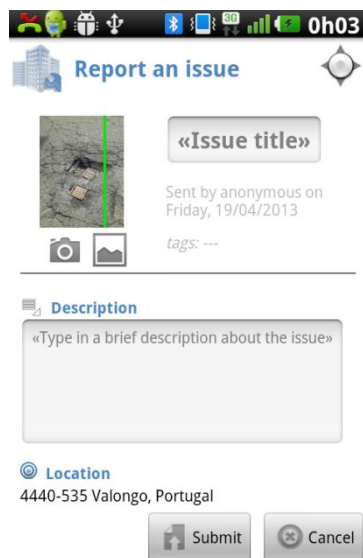 3G
0h03
Report an issue
«Issue title»
Sent by anonymous on
Friday, 19/04/2013
tags: ---
Description
«Type in a brief description about the issue»
Location
4440-535 Valongo, Portugal
Submit
Cancel